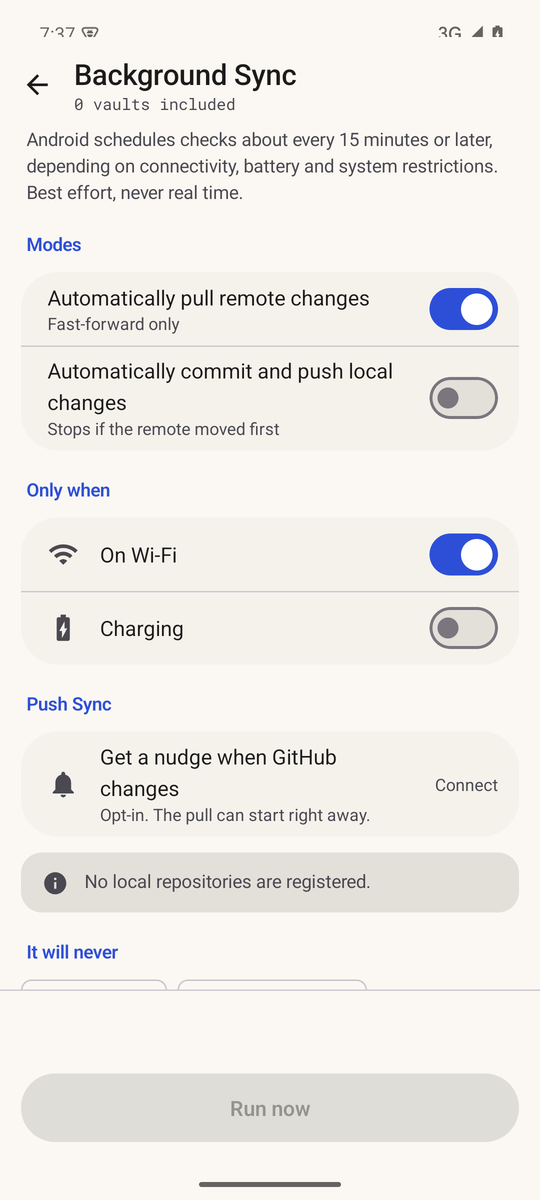 7:37
3G
Background Sync
0 vaults included
Android schedules checks about every 15 minutes or later,
depending on connectivity, battery and system restrictions.
Best effort, never real time.
Modes
Automatically pull remote changes
Fast-forward only
Automatically commit and push local
changes
Stops if the remote moved first
Only when
On Wi-Fi
Charging
Push Sync
Get a nudge when GitHub
changes
Opt-in. The pull can start right away.
Connect
No local repositories are registered.
It will never
Run now